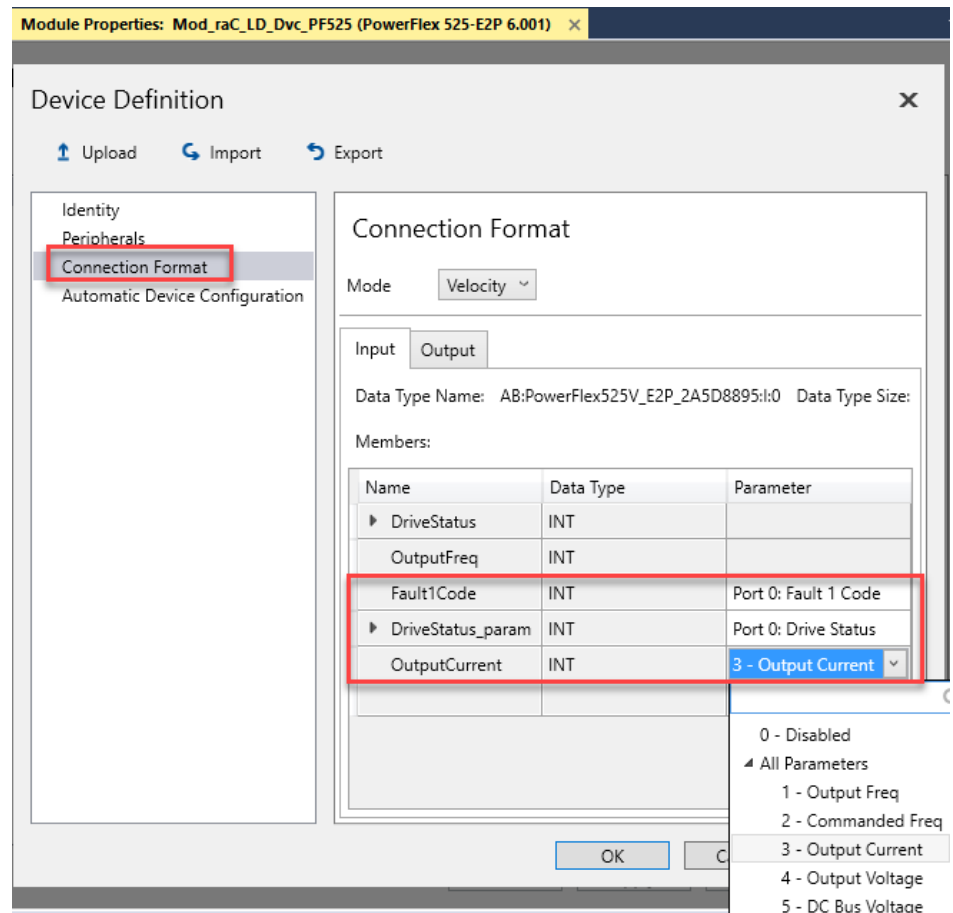 Module Properties: Mod_raC_LD_Dvc_PF525 (PowerFlex 525-E2P 6.001) ×
Device Definition
Upload Import Export
Identity
Peripherals
Connection Format
Automatic Device Configuration
Connection Format
Mode Velocity
Input Output
Data Type Name: AB:PowerFlex525V_E2P_2A5D8895:I:0 Data Type Size:
Members:
Name Data Type Parameter
DriveStatus INT
OutputFreq INT
Fault1Code INT Port 0: Fault 1 Code
DriveStatus_param INT Port 0: Drive Status
OutputCurrent INT 3 - Output Current
0 - Disabled
All Parameters
1 - Output Freq
2 - Commanded Freq
3 - Output Current
4 - Output Voltage
5 - DC Bus Voltage
OK